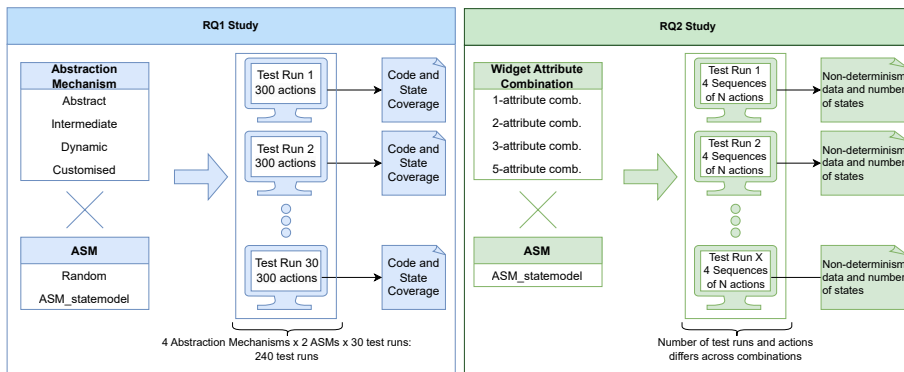 RQ1 Study
Abstraction
Mechanism
Abstract
Intermediate
Dynamic
Customised
ASM
Random
ASM_statemodel
Test Run 1
300 actions
Code and
State
Coverage
Test Run 2
300 actions
Code and
State
Coverage
Test Run 30
300 actions
Code and
State
Coverage
4 Abstraction Mechanisms x 2 ASMs x 30 test runs:
240 test runs
RQ2 Study
Widget Attribute
Combination
1-attribute comb.
2-attribute comb.
3-attribute comb.
5-attribute comb.
ASM
ASM_statemodel
Test Run 1
4 Sequences
of N actions
Non-determinism
data and number
of states
Test Run 2
4 Sequences
of N actions
Non-determinism
data and number
of states
Test Run X
4 Sequences
of N actions
Non-determinism
data and number
of states
Number of test runs and actions
differs across combinations